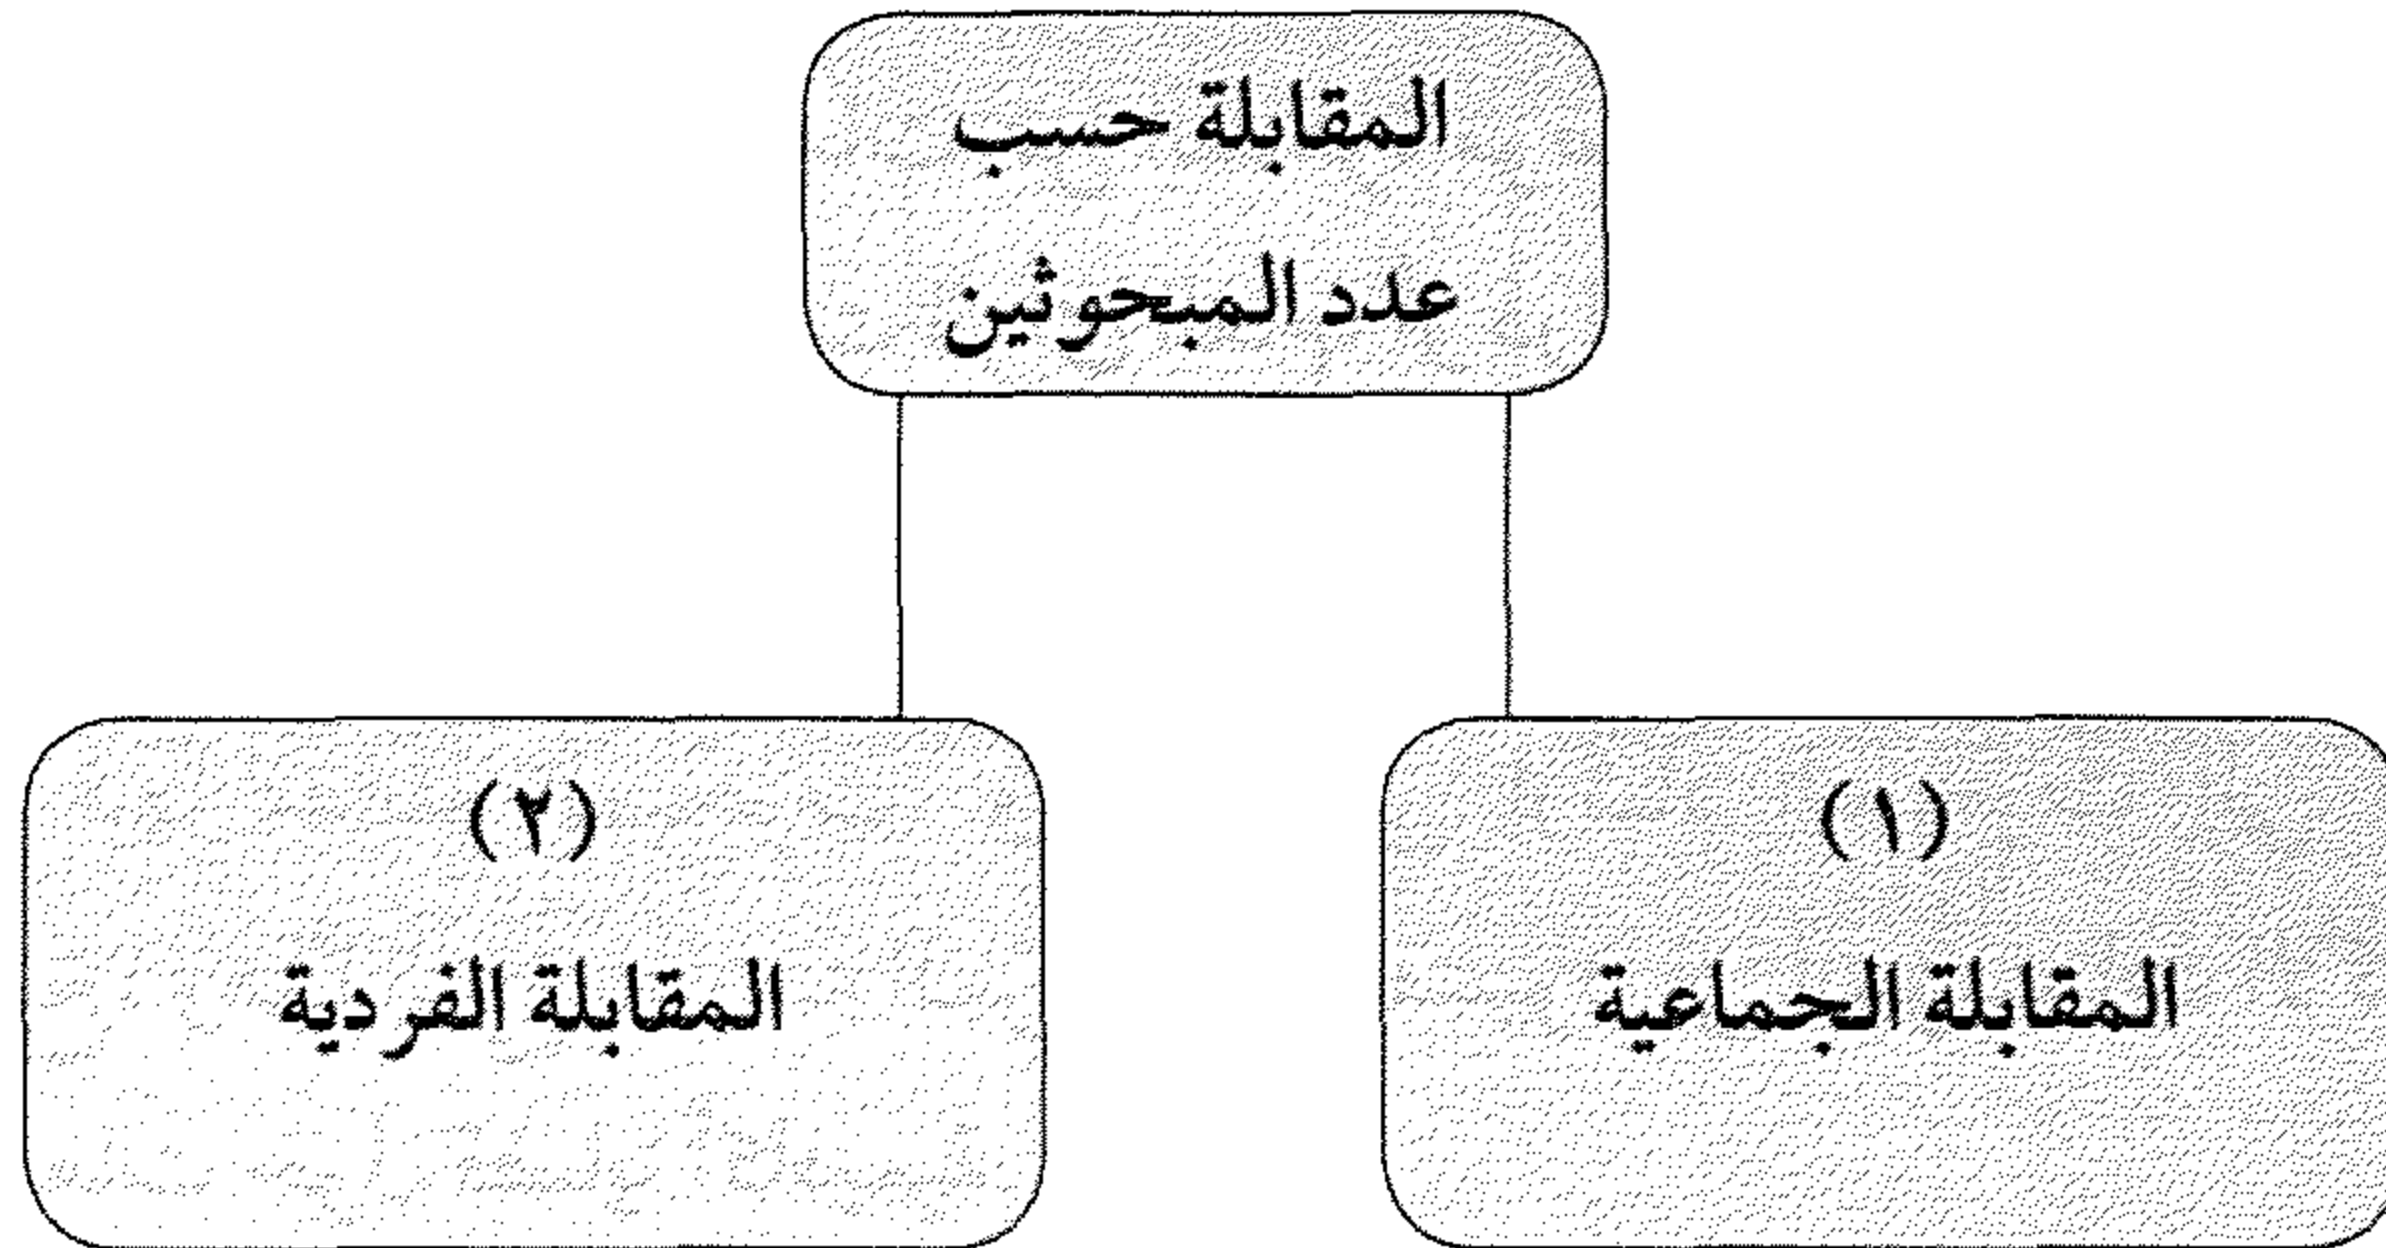 المقابلة حسب
عدد المبحوثين
(١)
المقابلة الجماعية
(٢)
المقابلة الفردية